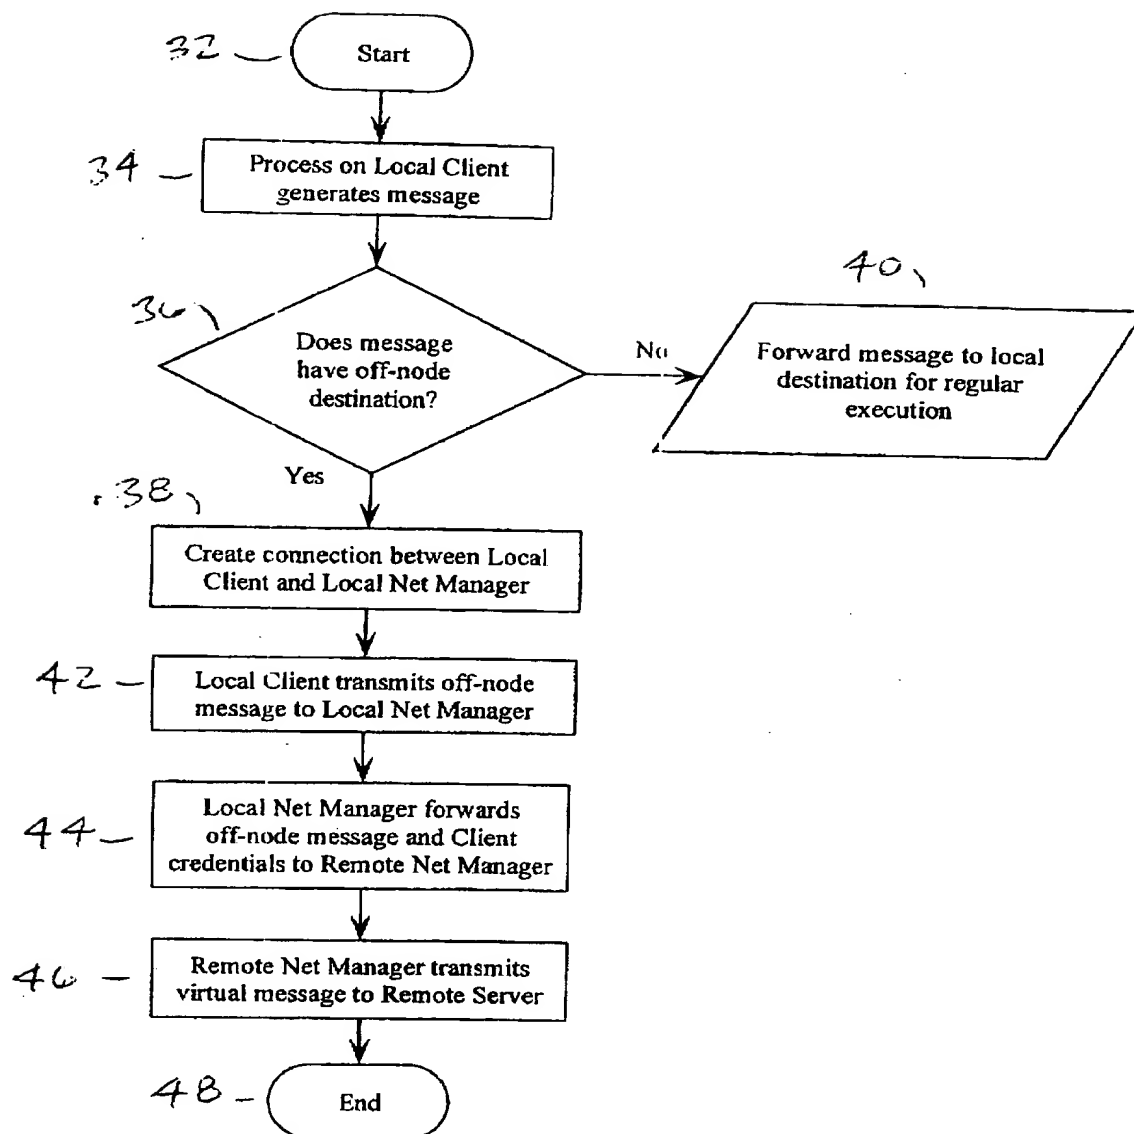 32
Start
34
Process on Local Client
generates message
36
Does message
have off-node
destination?
No
40
Forward message to local
destination for regular
execution
Yes
38
Create connection between Local
Client and Local Net Manager
42
Local Client transmits off-node
message to Local Net Manager
44
Local Net Manager forwards
off-node message and Client
credentials to Remote Net Manager
46
Remote Net Manager transmits
virtual message to Remote Server
48
End